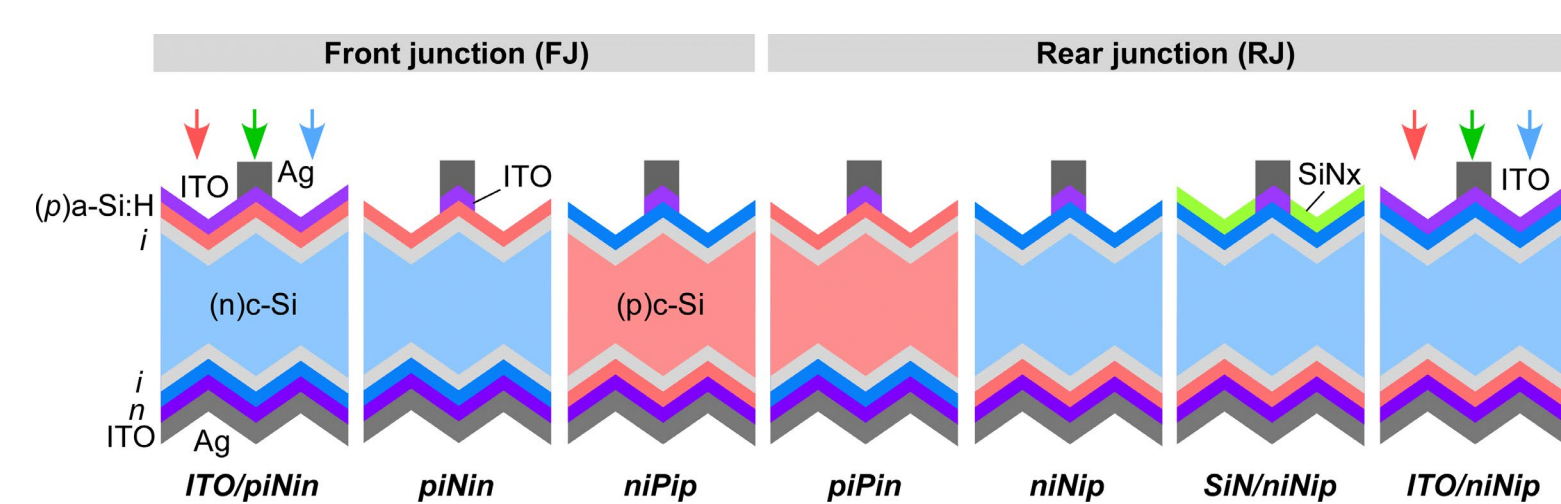 Front junction (FJ)
Rear junction (RJ)
ITO
Ag
ITO
SiNx
ITO
(p)a-Si:H
i
(n)c-Si
(p)c-Si
i
n
ITO
Ag
ITO/piNin
piNin
niPip
piPin
niNip
SiN/niNip
ITO/niNip